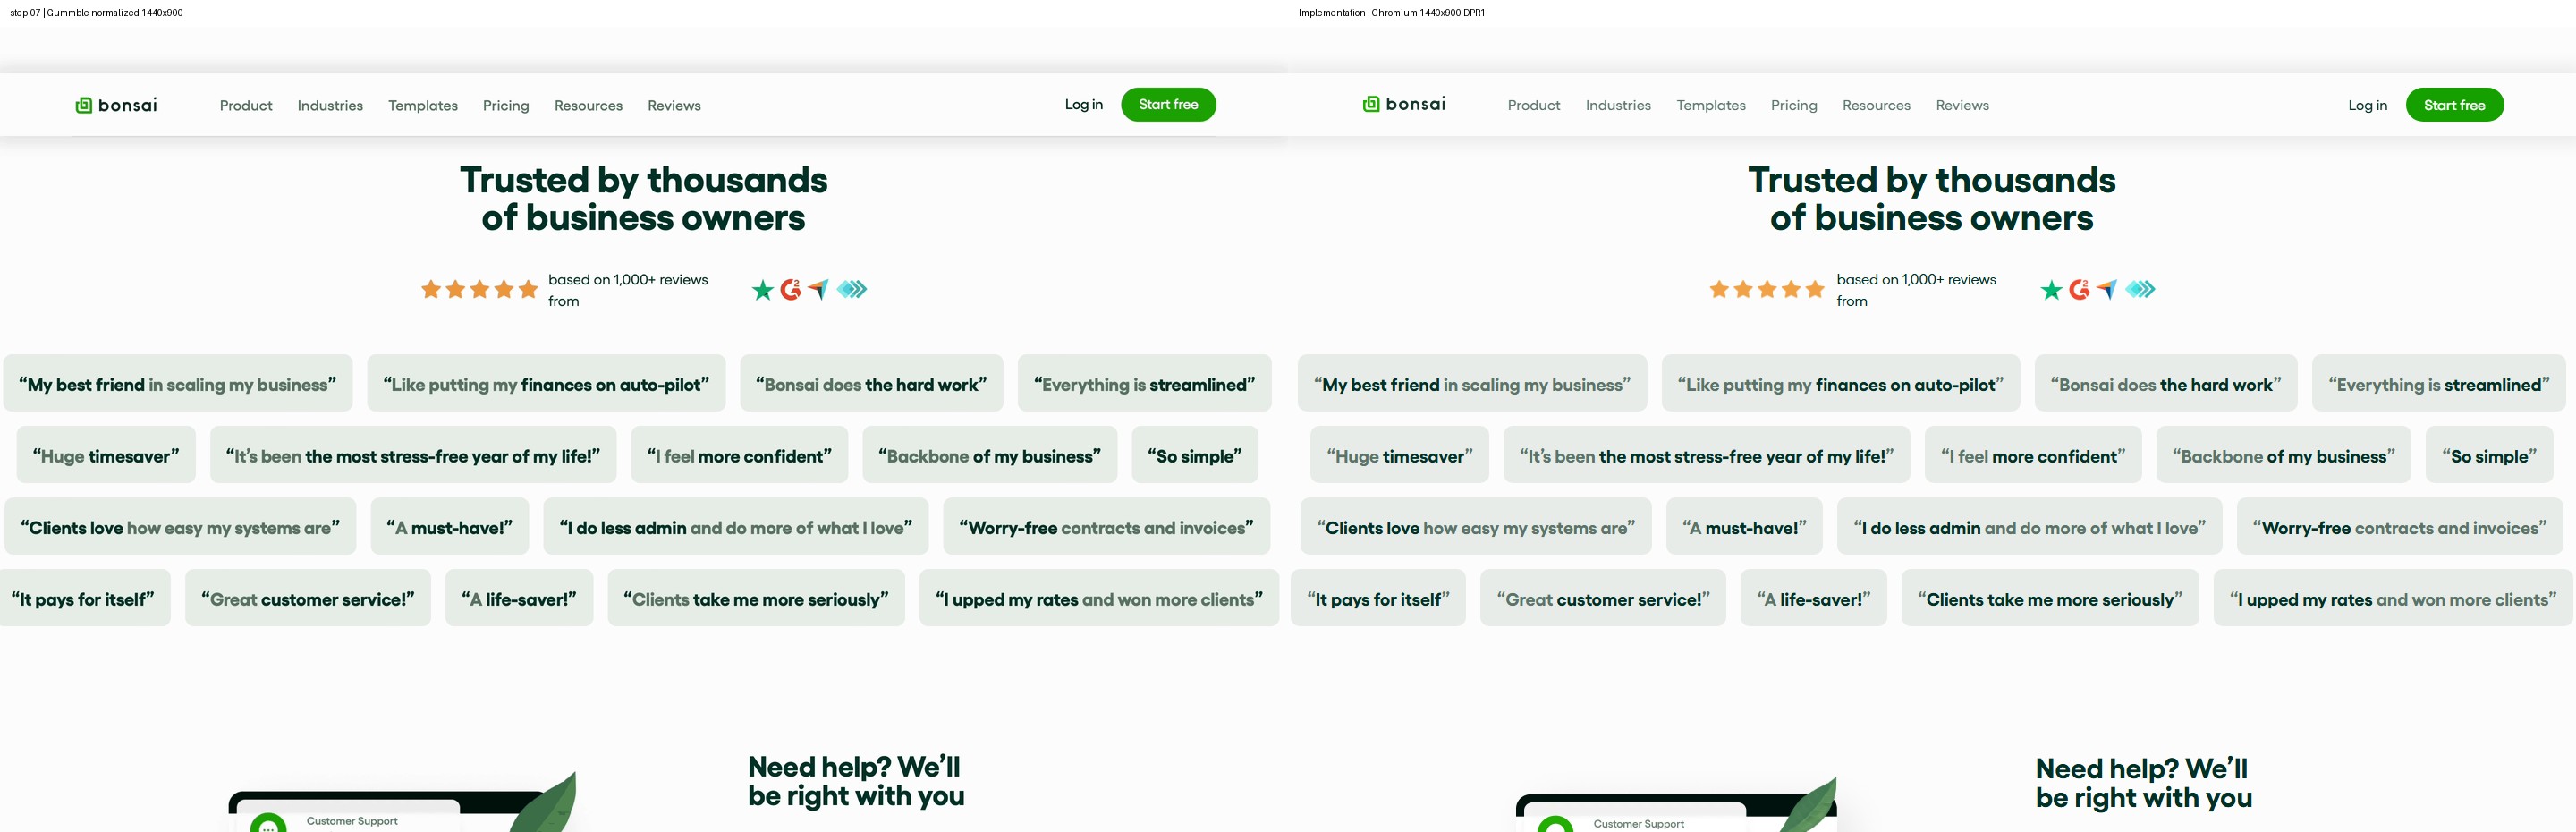 step-07 | Gummble normalized 1440x900
bonsai Product Industries Templates Pricing Resources Reviews Log in Start free
Trusted by thousands
of business owners
based on 1,000+ reviews
from
“My best friend in scaling my business” “Like putting my finances on auto-pilot” “Bonsai does the hard work” “Everything is streamlined”
“Huge timesaver” “It’s been the most stress-free year of my life!” “I feel more confident” “Backbone of my business” “So simple”
“Clients love how easy my systems are” “A must-have!” “I do less admin and do more of what I love” “Worry-free contracts and invoices”
“It pays for itself” “Great customer service!” “A life-saver!” “Clients take me more seriously” “I upped my rates and won more clients”
Need help? We’ll
be right with you
Customer Support
Implementation | Chromium 1440x900 DPR1
bonsai Product Industries Templates Pricing Resources Reviews Log in Start free
Trusted by thousands
of business owners
based on 1,000+ reviews
from
“My best friend in scaling my business” “Like putting my finances on auto-pilot” “Bonsai does the hard work” “Everything is streamlined”
“Huge timesaver” “It’s been the most stress-free year of my life!” “I feel more confident” “Backbone of my business” “So simple”
“Clients love how easy my systems are” “A must-have!” “I do less admin and do more of what I love” “Worry-free contracts and invoices”
“It pays for itself” “Great customer service!” “A life-saver!” “Clients take me more seriously” “I upped my rates and won more clients”
Need help? We’ll
be right with you
Customer Support